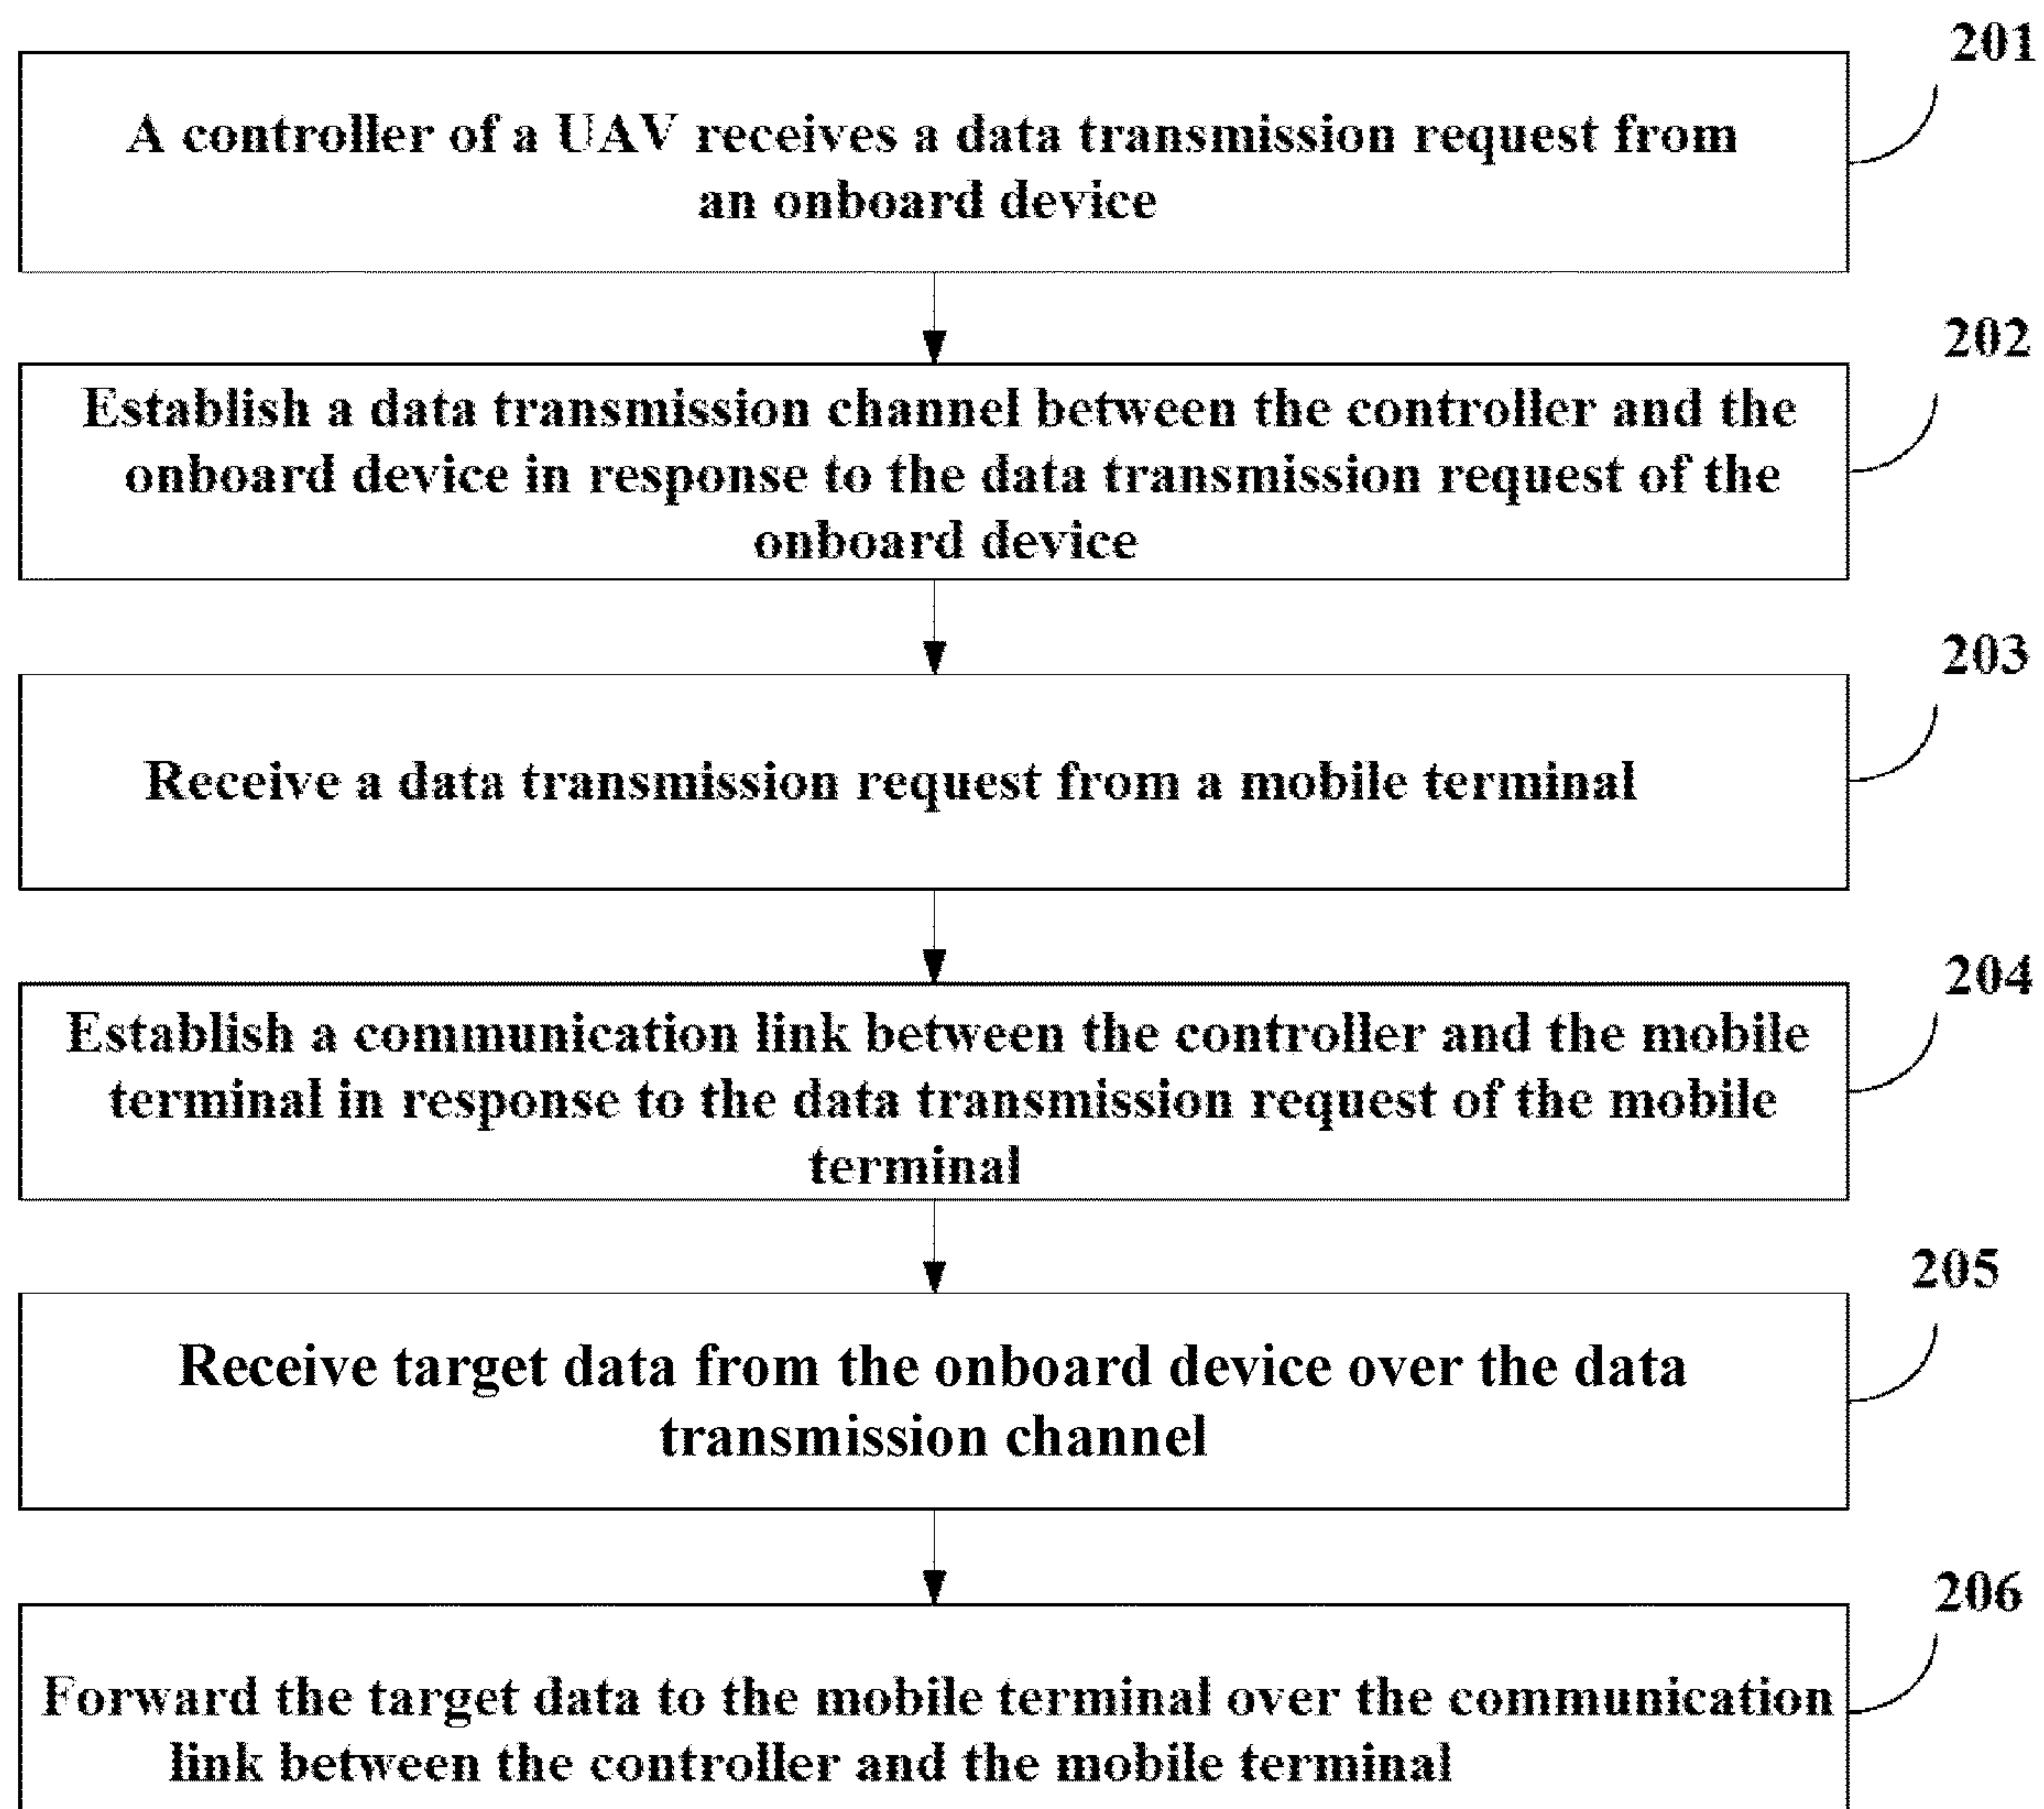 201
A controller of a UAV receives a data transmission request from
an onboard device
202
Establish a data transmission channel between the controller and the
onboard device in response to the data transmission request of the
onboard device
203
Receive a data transmission request from a mobile terminal
204
Establish a communication link between the controller and the mobile
terminal in response to the data transmission request of the mobile
terminal
205
Receive target data from the onboard device over the data
transmission channel
206
Forward the target data to the mobile terminal over the communication
link between the controller and the mobile terminal